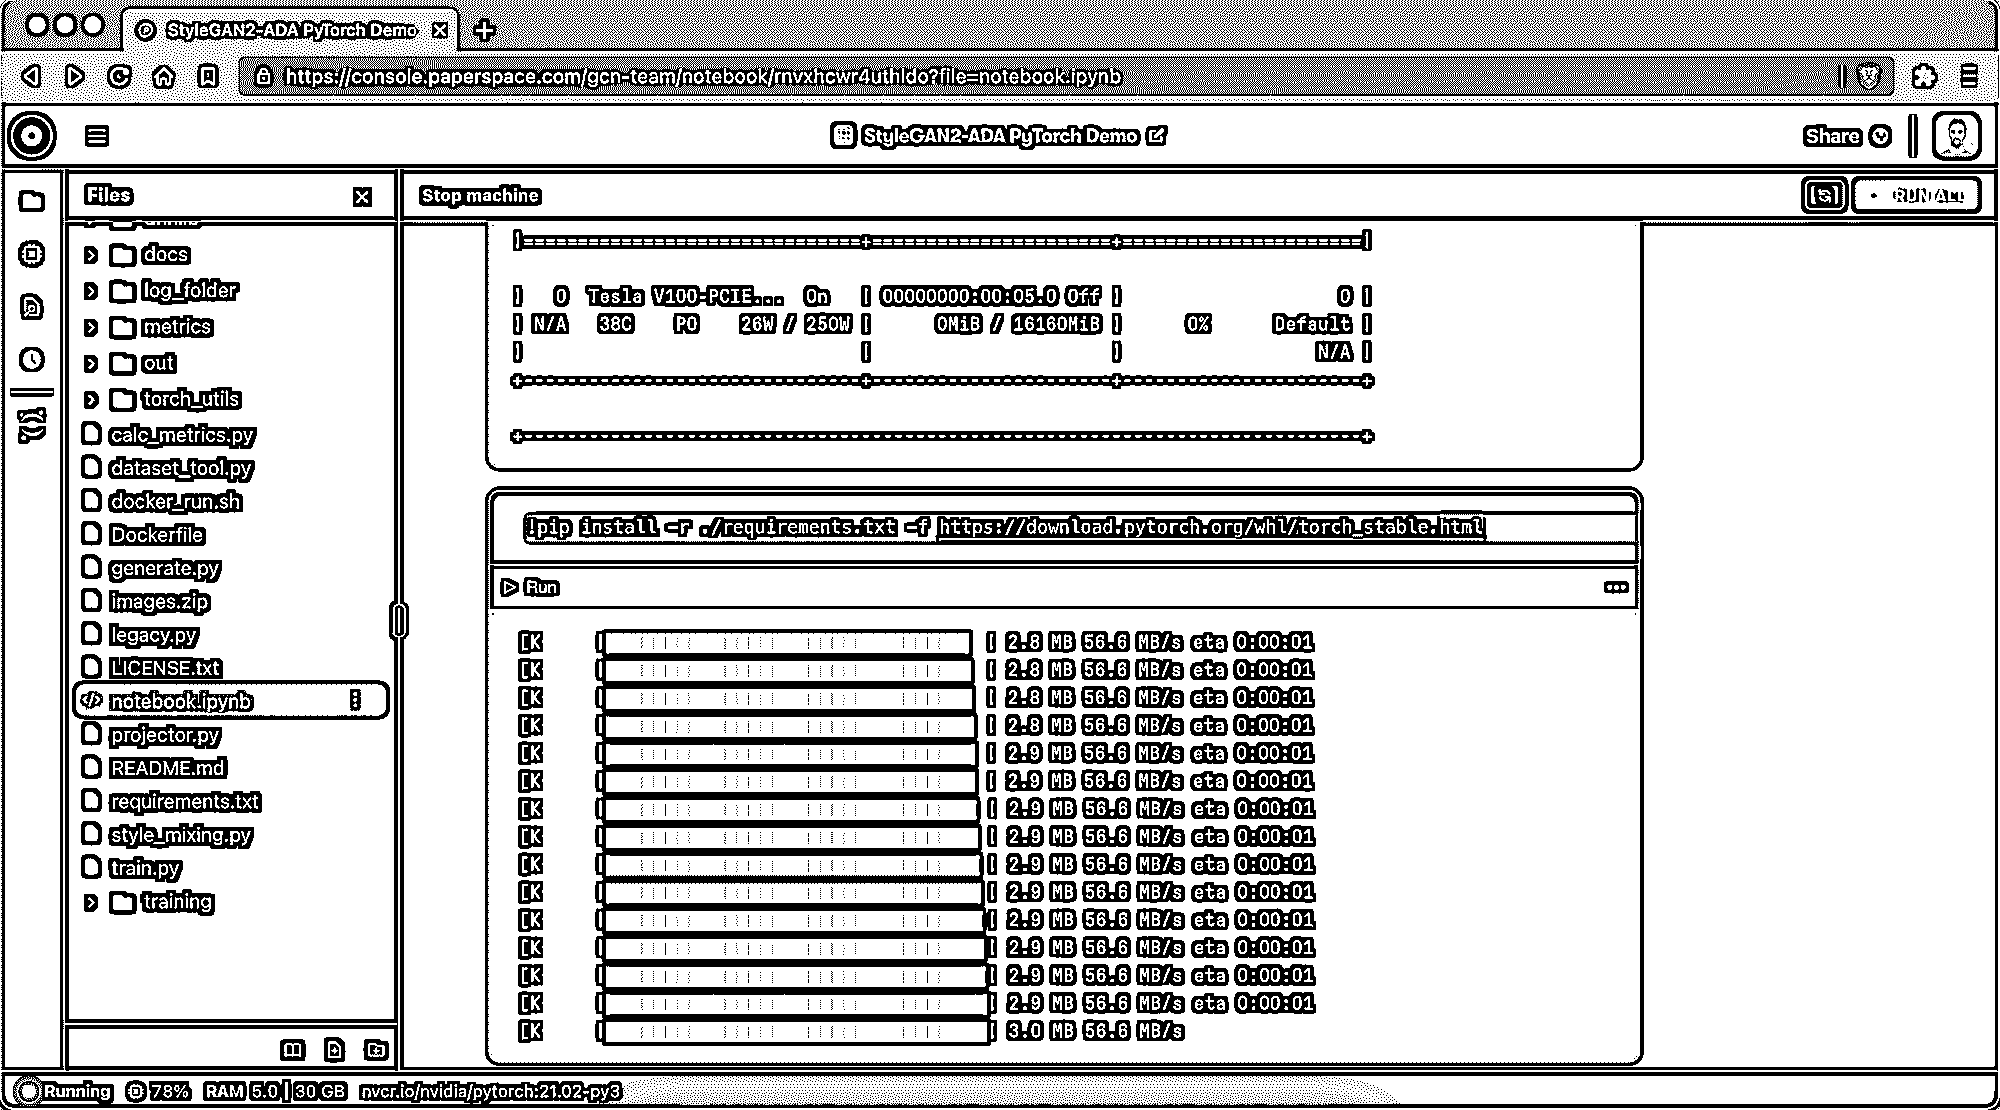 StyleGAN2-ADA PyTorch Demo
https://console.paperspace.com/gcn-team/notebook/rnvxhcwr4uthldo?file=notebook.ipynb
StyleGAN2-ADA PyTorch Demo
Share
Files
Stop machine
RUN ALL
docs
log_folder
metrics
out
torch_utils
calc_metrics.py
dataset_tool.py
docker_run.sh
Dockerfile
generate.py
images.zip
legacy.py
LICENSE.txt
notebook.ipynb
projector.py
README.md
requirements.txt
style_mixing.py
train.py
training
| 0 Tesla V100-PCIE... On | 00000000:00:05.0 Off | 0 |
| N/A 38C P0 26W / 250W | 0MiB / 16160MiB | 0% Default |
| | | N/A |
!pip install -r ./requirements.txt -f https://download.pytorch.org/whl/torch_stable.html
Run
[K | | 2.8 MB 56.6 MB/s eta 0:00:01
[K | | 2.8 MB 56.6 MB/s eta 0:00:01
[K | | 2.8 MB 56.6 MB/s eta 0:00:01
[K | | 2.8 MB 56.6 MB/s eta 0:00:01
[K | | 2.9 MB 56.6 MB/s eta 0:00:01
[K | | 2.9 MB 56.6 MB/s eta 0:00:01
[K | | 2.9 MB 56.6 MB/s eta 0:00:01
[K | | 2.9 MB 56.6 MB/s eta 0:00:01
[K | | 2.9 MB 56.6 MB/s eta 0:00:01
[K | | 2.9 MB 56.6 MB/s eta 0:00:01
[K | | 2.9 MB 56.6 MB/s eta 0:00:01
[K | | 2.9 MB 56.6 MB/s eta 0:00:01
[K | | 2.9 MB 56.6 MB/s eta 0:00:01
[K | | 2.9 MB 56.6 MB/s eta 0:00:01
[K | | 3.0 MB 56.6 MB/s
Running 78% RAM 5.0 | 30 GB nvcr.io/nvidia/pytorch:21.02-py3